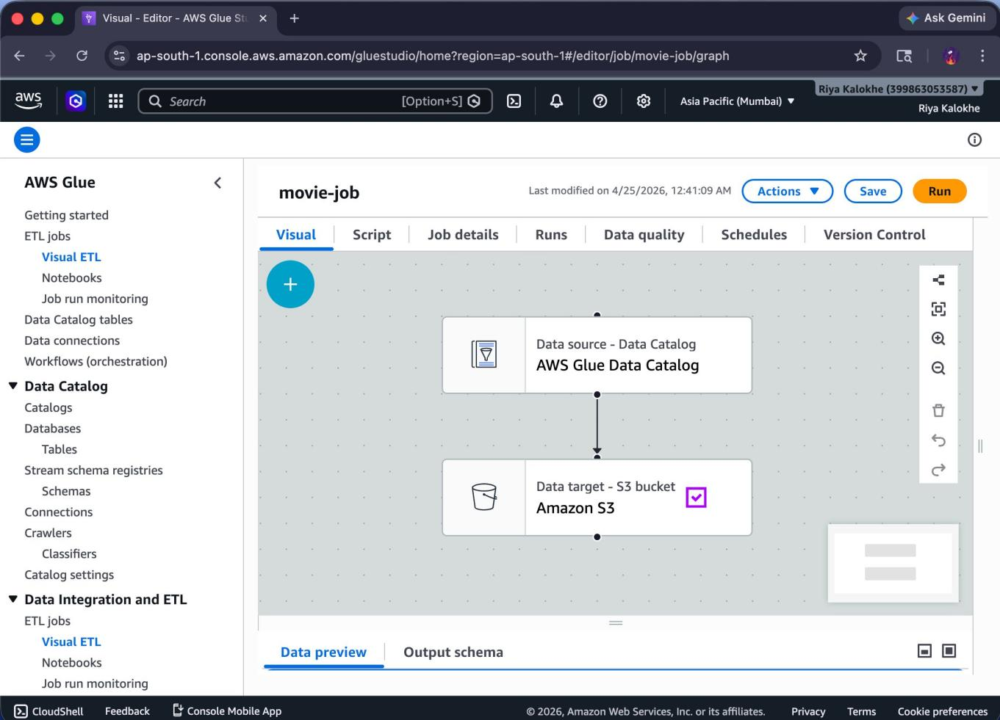 Visual - Editor - AWS Glue Stu
Ask Gemini
ap-south-1.console.aws.amazon.com/gluestudio/home?region=ap-south-1#/editor/job/movie-job/graph
aws
Search
[Option+S]
Asia Pacific (Mumbai)
Riya Kalokhe (399863053587)
Riya Kalokhe
AWS Glue
Getting started
ETL jobs
Visual ETL
Notebooks
Job run monitoring
Data Catalog tables
Data connections
Workflows (orchestration)
Data Catalog
Catalogs
Databases
Tables
Stream schema registries
Schemas
Connections
Crawlers
Classifiers
Catalog settings
Data Integration and ETL
ETL jobs
Visual ETL
Notebooks
Job run monitoring
movie-job
Last modified on 4/25/2026, 12:41:09 AM
Actions
Save
Run
Visual
Script
Job details
Runs
Data quality
Schedules
Version Control
Data source - Data Catalog
AWS Glue Data Catalog
Data target - S3 bucket
Amazon S3
Data preview
Output schema
CloudShell
Feedback
Console Mobile App
© 2026, Amazon Web Services, Inc. or its affiliates.
Privacy
Terms
Cookie preferences